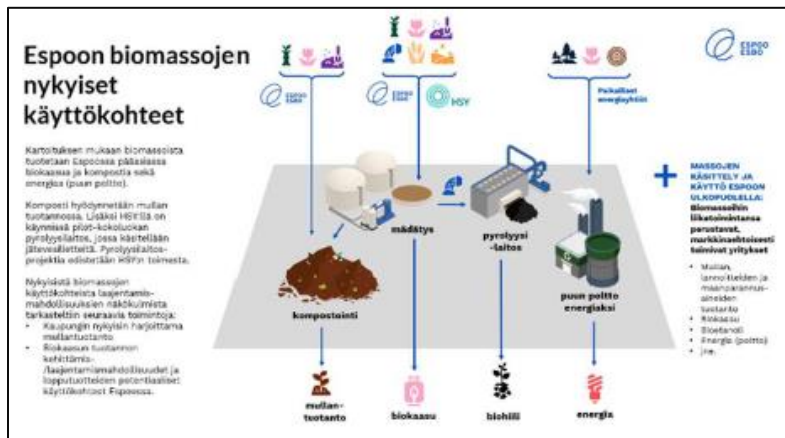 Espoon biomassojen
nykyiset
käyttökohteet
Kartoituksen mukaan biomassoista
tuotetaan Espoossa pääasiassa
biokaasua ja kompostia sekä
energiaa (puun poltto).
Komposti hyödynnetään mullan
tuotannossa. Lisäksi HSY:llä on
käynnissä pilot-kokoluokan
pyrolyysilaitos, jossa käsitellään
jätevesilietteitä. Pyrolyysilaitos-
projektia edistetään HSY:n toimesta.
Nykyisistä biomassojen
käyttökohteista laajentamis-
mahdollisuuksien näkökulmista
tarkasteltiin seuraavia toimintoja:
• Kaupungin nykyisin harjoittama
mullantuotanto
• Biokaasun tuotannon
kehittämis-
/laajentamismahdollisuudet ja
lopputuotteiden potentiaaliset
käyttökohteet Espoossa.
ESPOO
ESBO
ESPOO
ESBO
HSY
Paikalliset
energiayhtiöt
ESPOO
ESBO
mädätys
pyrolyysi
-laitos
kompostointi
puun poltto
energiaksi
mullan-
tuotanto
biokaasu
biohiili
energia
+
MASSOJEN
KÄSITTELY JA
KÄYTTÖ ESPOON
ULKOPUOLELLA:
Biomassoihin
liiketoimintansa
perustavat,
markkinaehtoisesti
toimivat yritykset
• Mullan,
lannoitteiden ja
maanparannus-
aineiden
tuotanto
• Biokaasu
• Bioetanoli
• Energia (poltto)
• jne.